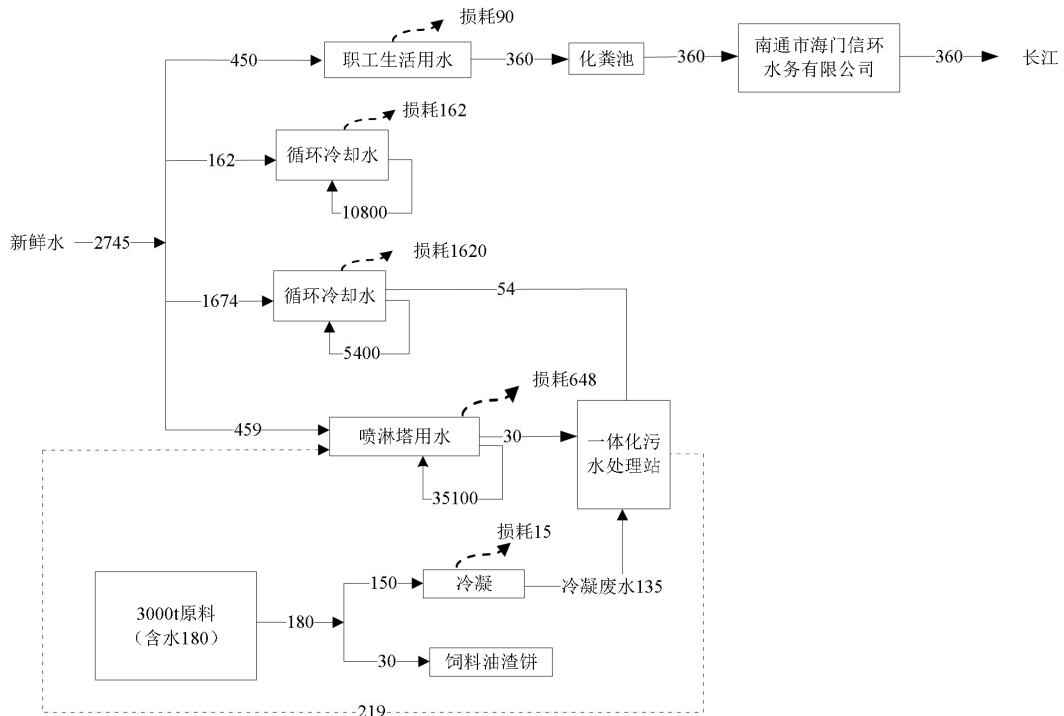 损耗90
450
职工生活用水
360
化粪池
360
南通市海门信环
水务有限公司
360
长江
损耗162
162
循环冷却水
10800
新鲜水
2745
损耗1620
1674
循环冷却水
54
5400
损耗648
459
喷淋塔用水
30
一体化污
水处理站
35100
损耗15
150
冷凝
冷凝废水135
3000t原料
（含水180）
180
30
饲料油渣饼
219